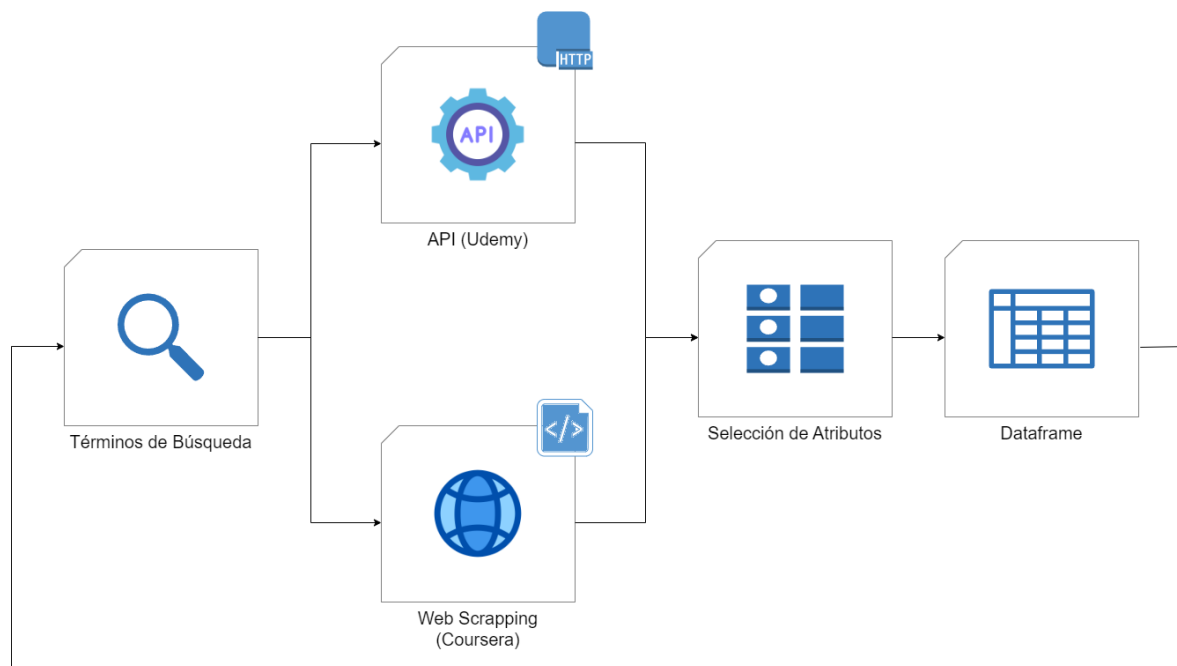 HTTP
API
API (Udemy)
Términos de Búsqueda
</>
Web Scrapping
(Coursera)
Selección de Atributos
Dataframe